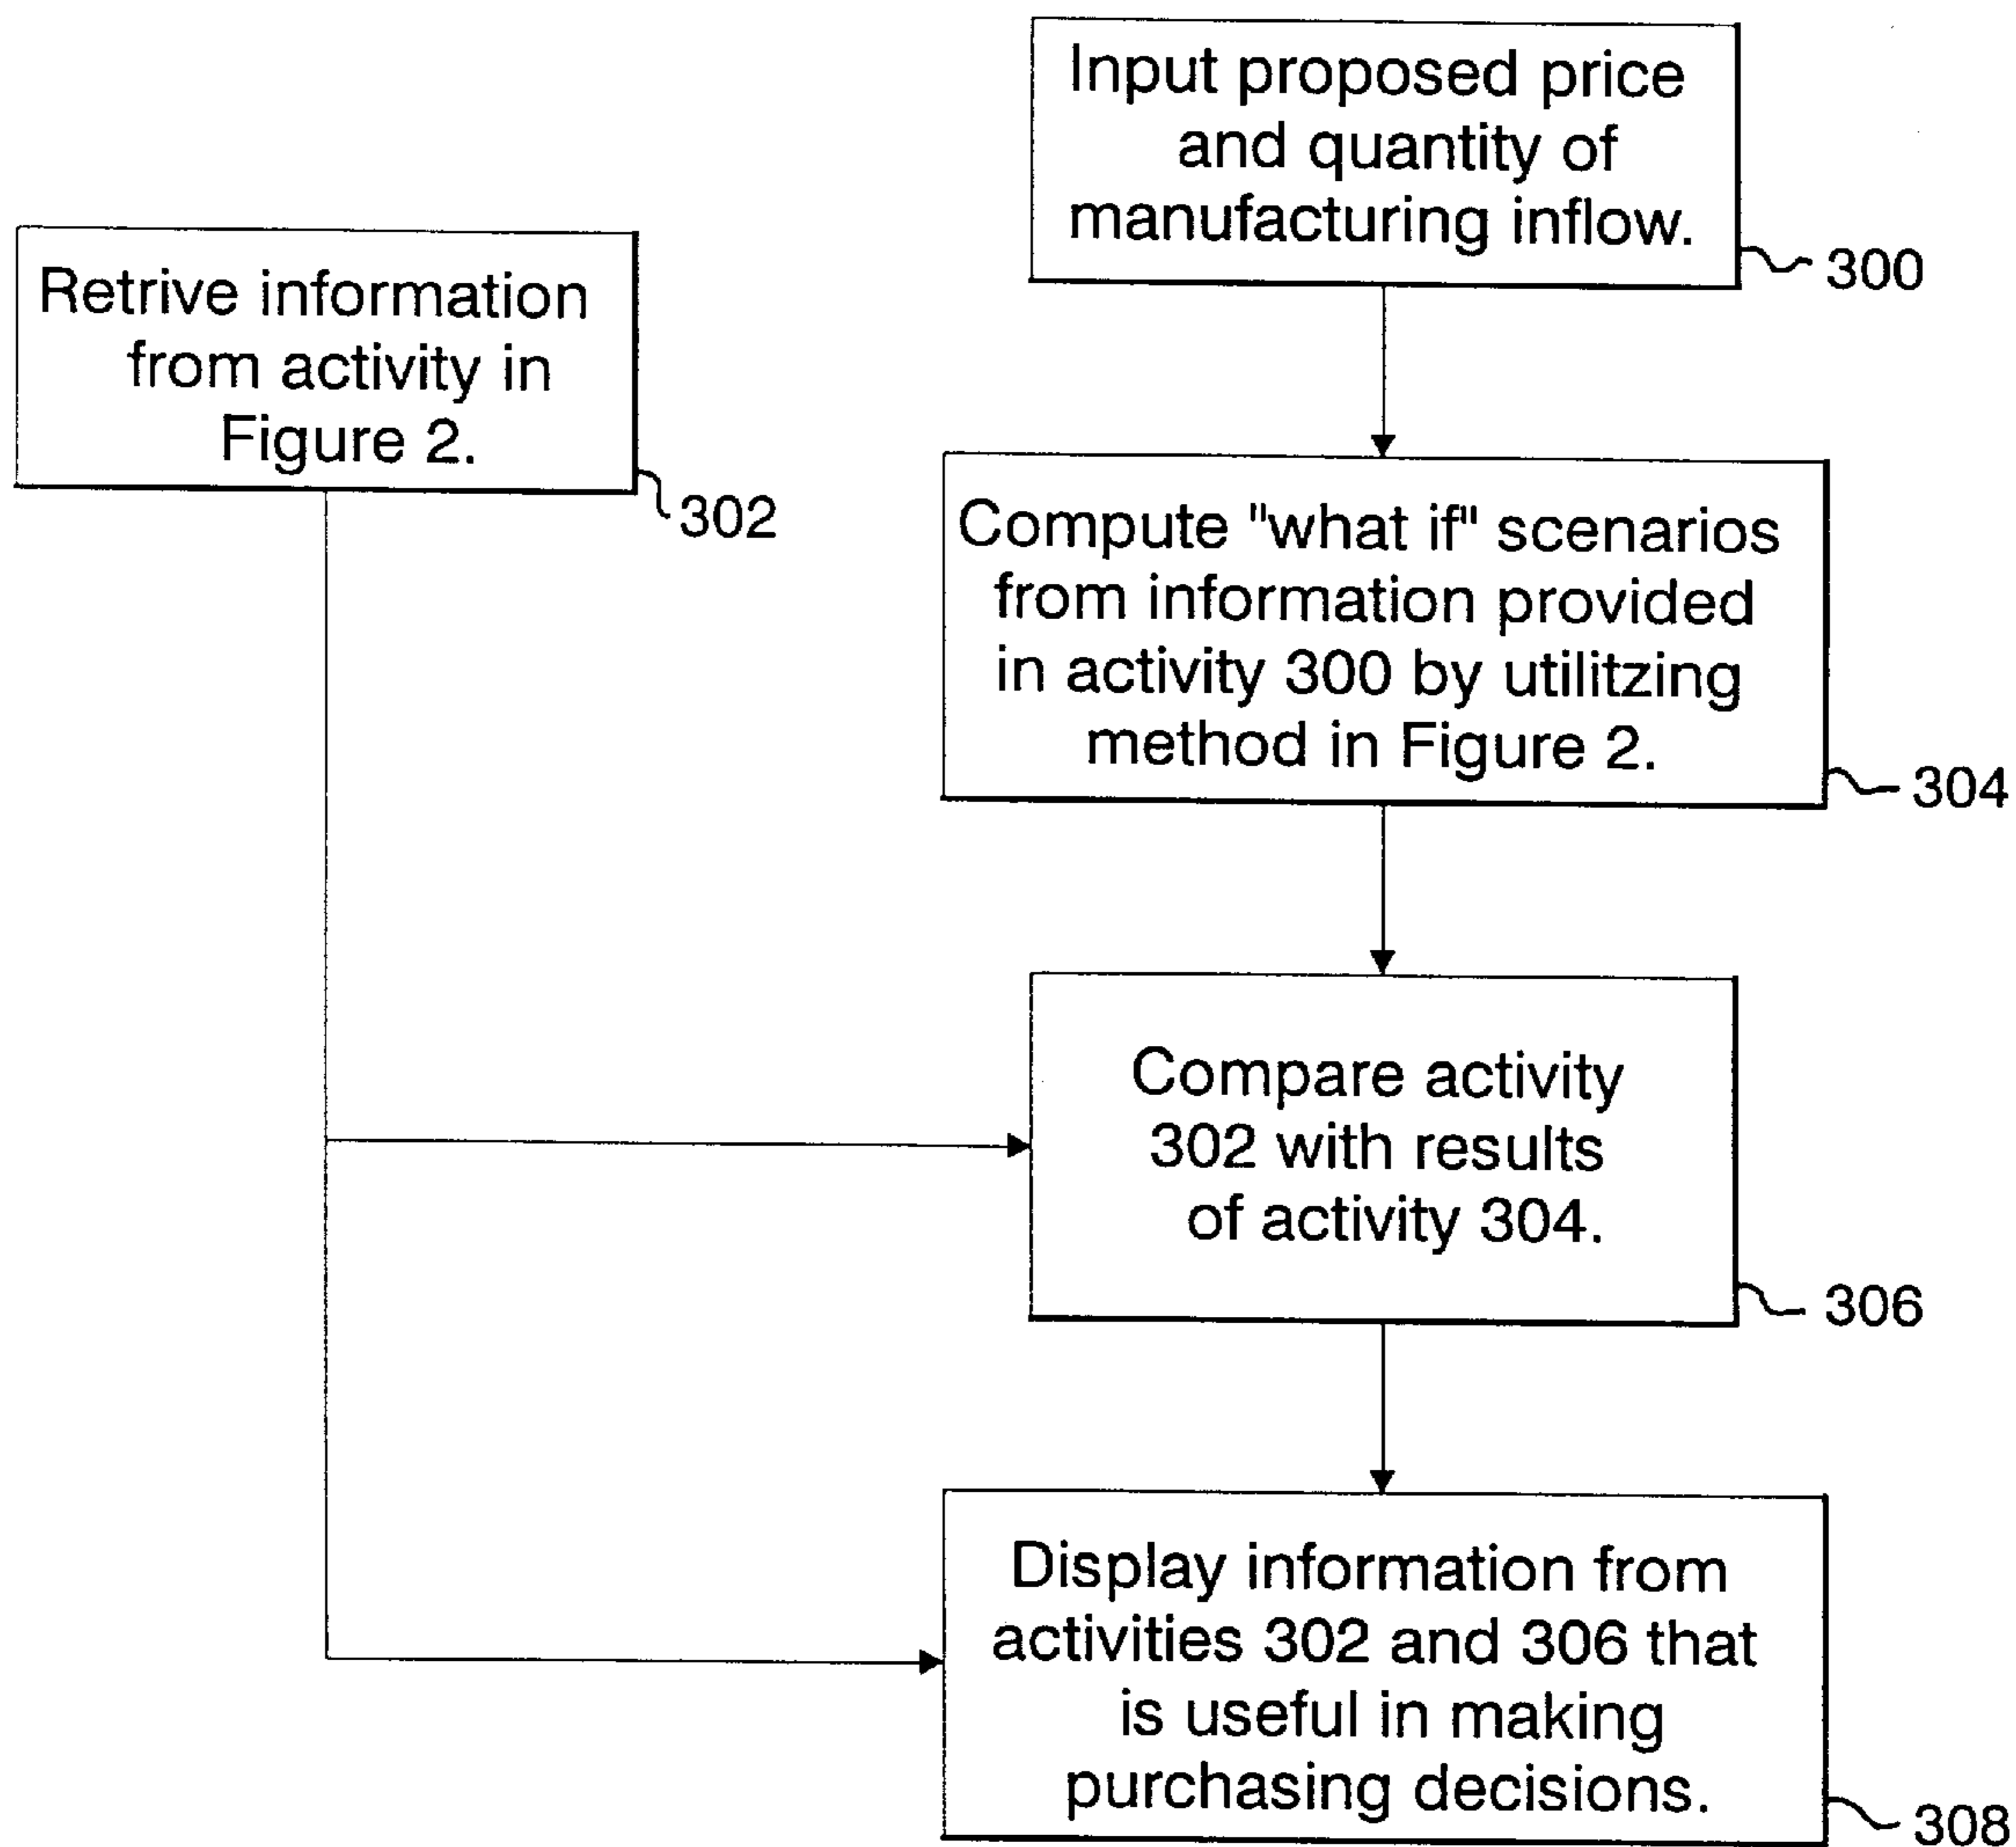 Input proposed price
and quantity of
manufacturing inflow.
300
Retrive information
from activity in
Figure 2.
302
Compute "what if" scenarios
from information provided
in activity 300 by utilitzing
method in Figure 2.
304
Compare activity
302 with results
of activity 304.
306
Display information from
activities 302 and 306 that
is useful in making
purchasing decisions.
308